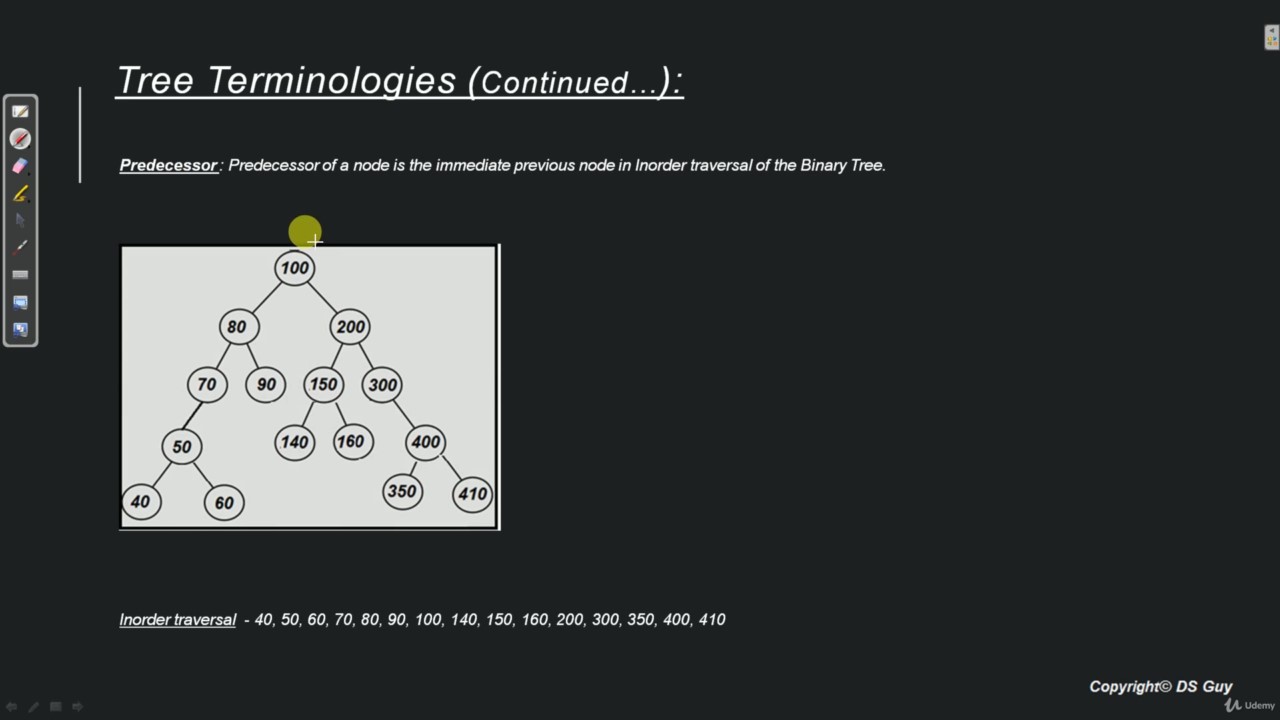 Tree Terminologies (Continued...):
Predecessor : Predecessor of a node is the immediate previous node in Inorder traversal of the Binary Tree.
100
80 200
70 90 150 300
50 140 160 400
40 60 350 410
Inorder traversal - 40, 50, 60, 70, 80, 90, 100, 140, 150, 160, 200, 300, 350, 400, 410
Copyright© DS Guy
Udemy